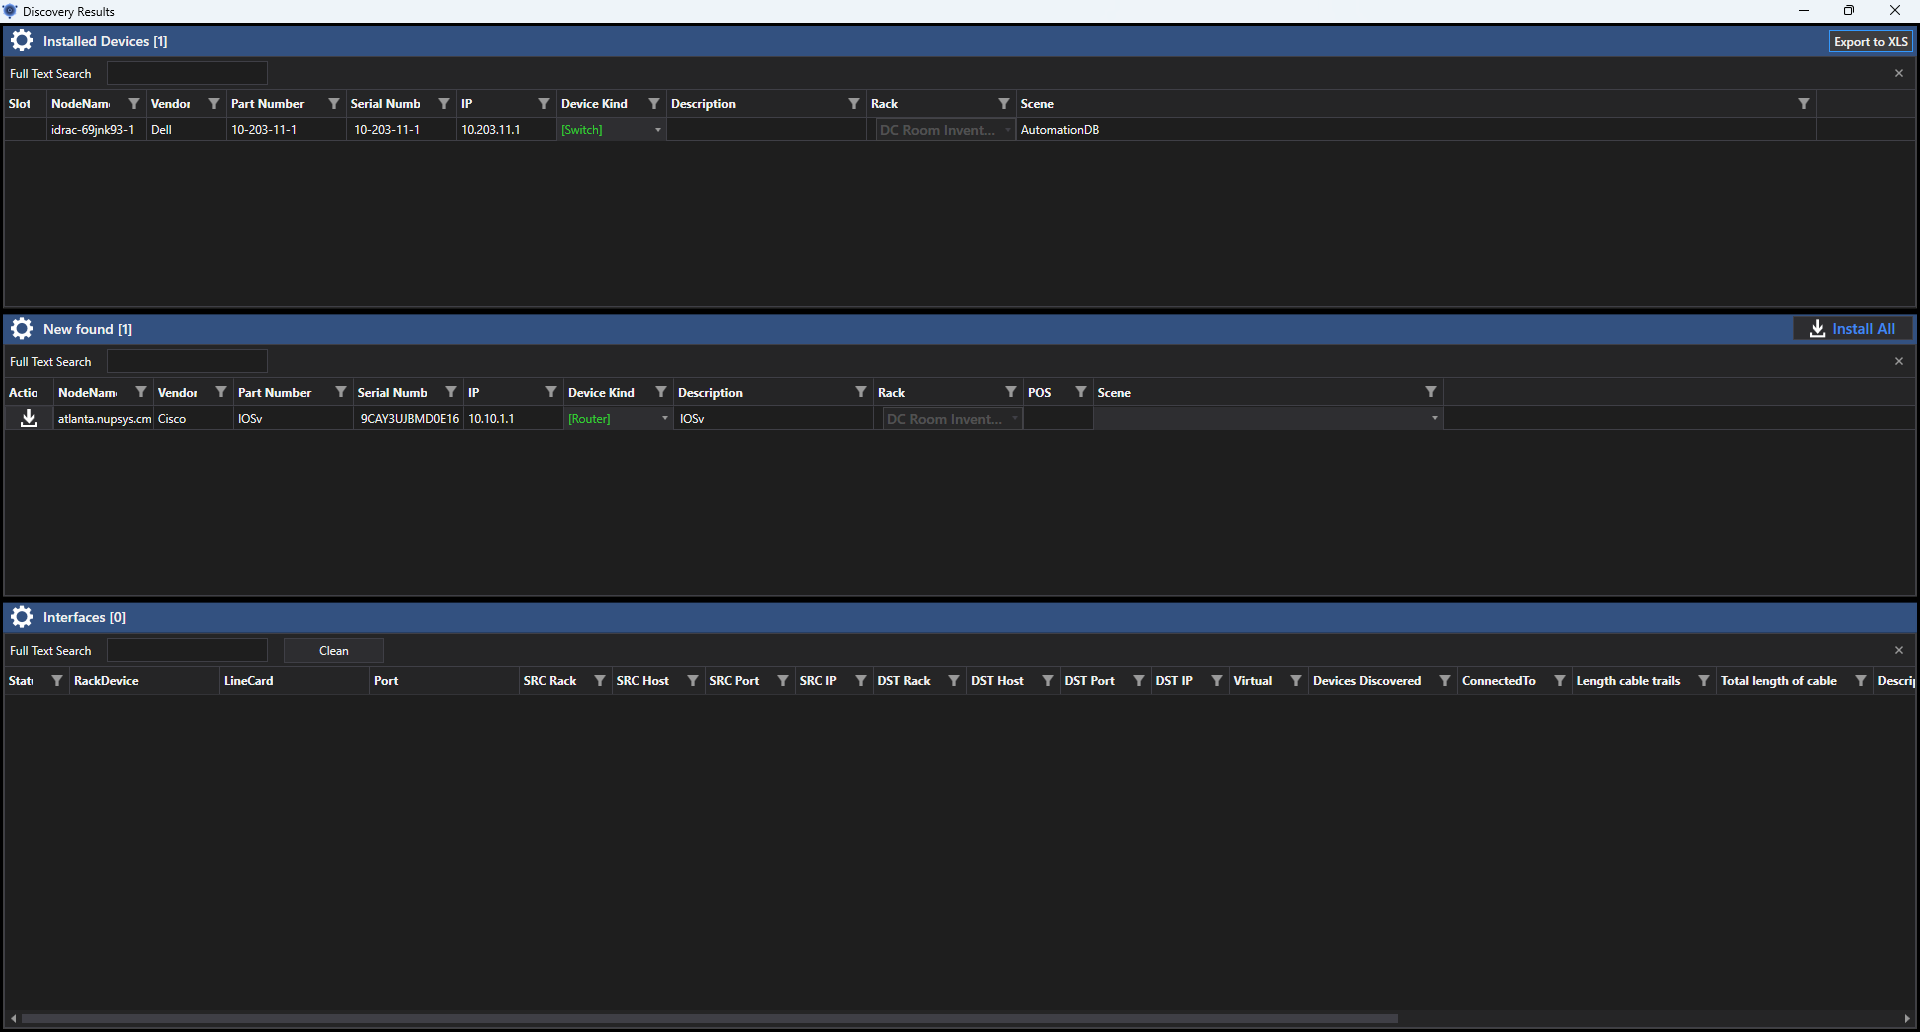 Discovery Results
Installed Devices [1]
Export to XLS
Full Text Search
Slot NodeNam Vendor Part Number Serial Numb IP Device Kind Description Rack Scene
idrac-69jnk93-1 Dell 10-203-11-1 10-203-11-1 10.203.11.1 [Switch] DC Room Invent... AutomationDB
New found [1]
Install All
Full Text Search
Actio NodeNam Vendor Part Number Serial Numb IP Device Kind Description Rack POS Scene
atlanta.nupsys.cm Cisco IOSv 9CAY3UJBMD0E16 10.10.1.1 [Router] IOSv DC Room Invent...
Interfaces [0]
Full Text Search Clean
Statu RackDevice LineCard Port SRC Rack SRC Host SRC Port SRC IP DST Rack DST Host DST Port DST IP Virtual Devices Discovered ConnectedTo Length cable trails Total length of cable Descrip